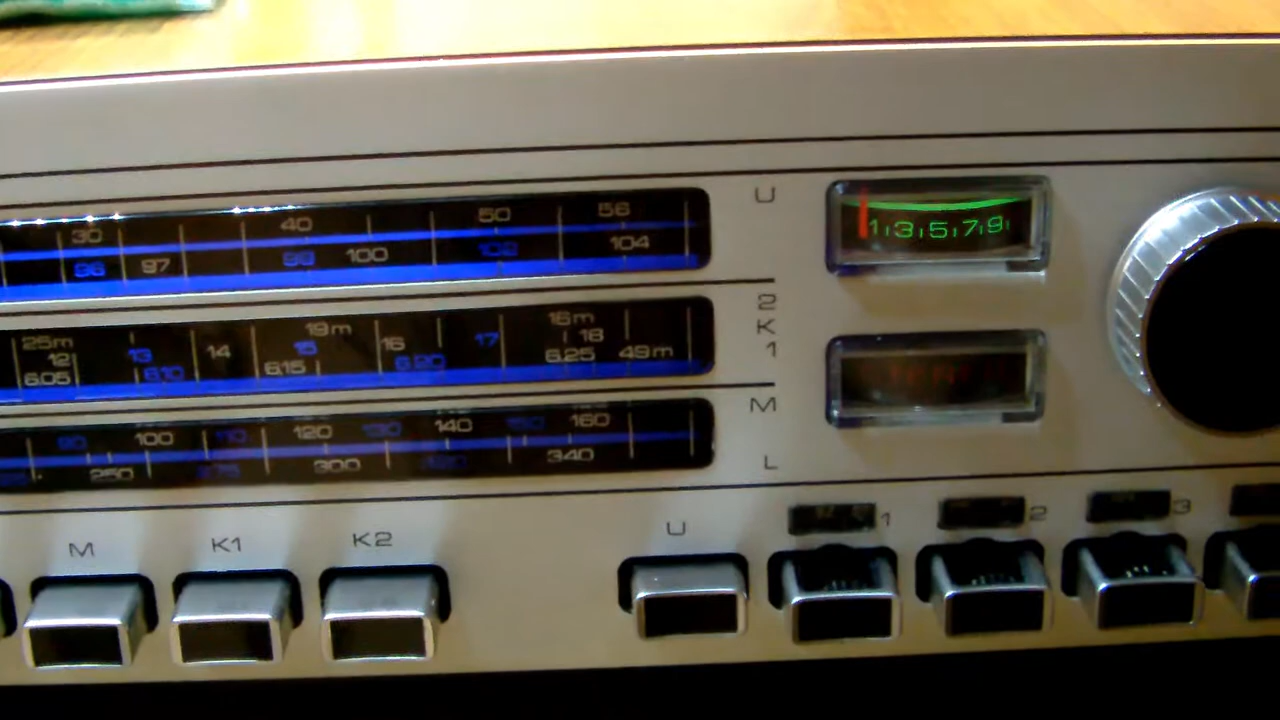 30 40 50 56 U
96 97 99 100 102 104
1 3 5 7 9
25m 19m 16m 2
12 13 14 15 16 17 18 K
6.05 6.10 6.15 6.20 6.25 49m 1
90 100 110 120 130 140 150 160 M
250 275 300 320 340 L
1 2 3
M K1 K2 U